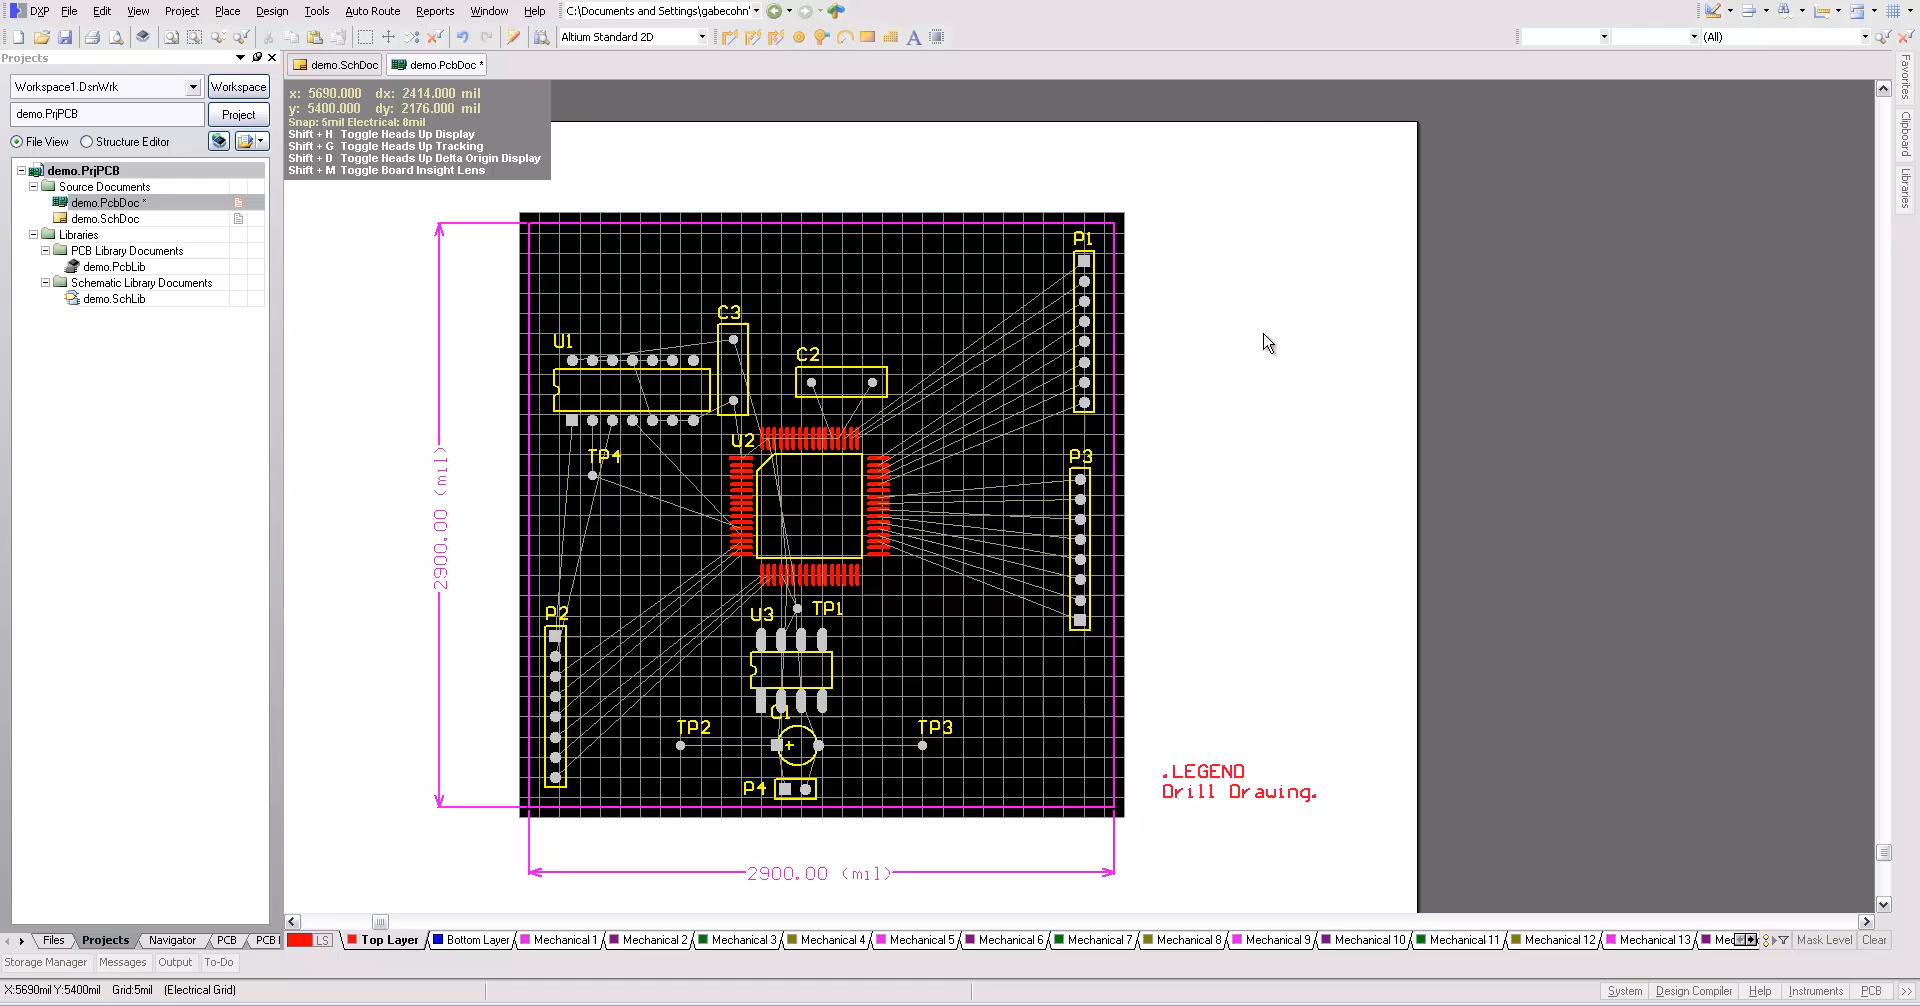 DXP File Edit View Project Place Design Tools Auto Route Reports Window Help C:\Documents and Settings\gabecohn'
Altium Standard 2D (All)
Projects
demo.SchDoc demo.PcbDoc *
Workspace1.DsnWrk Workspace
demo.PrjPCB Project
File View Structure Editor
demo.PrjPCB
Source Documents
demo.PcbDoc *
demo.SchDoc
Libraries
PCB Library Documents
demo.PcbLib
Schematic Library Documents
demo.SchLib
x: 5690.000 dx: 2414.000 mil
y: 5400.000 dy: 2176.000 mil
Snap: 5mil Electrical: 8mil
Shift + H Toggle Heads Up Display
Shift + G Toggle Heads Up Tracking
Shift + D Toggle Heads Up Delta Origin Display
Shift + M Toggle Board Insight Lens
Favorites
Clipboard
Libraries
P1
C3
U1
C2
U2
TP4
P3
2900.00 (mil)
P2
U3 TP1
C1
TP2 TP3
+
P4
.LEGEND
Drill Drawing.
2900.00 (mil)
Files Projects Navigator PCB PCB I LS Top Layer Bottom Layer Mechanical 1 Mechanical 2 Mechanical 3 Mechanical 4 Mechanical 5 Mechanical 6 Mechanical 7 Mechanical 8 Mechanical 9 Mechanical 10 Mechanical 11 Mechanical 12 Mechanical 13 Mec Mask Level Clear
Storage Manager Messages Output To-Do
X:5690mil Y:5400mil Grid:5mil (Electrical Grid) System Design Compiler Help Instruments PCB >>